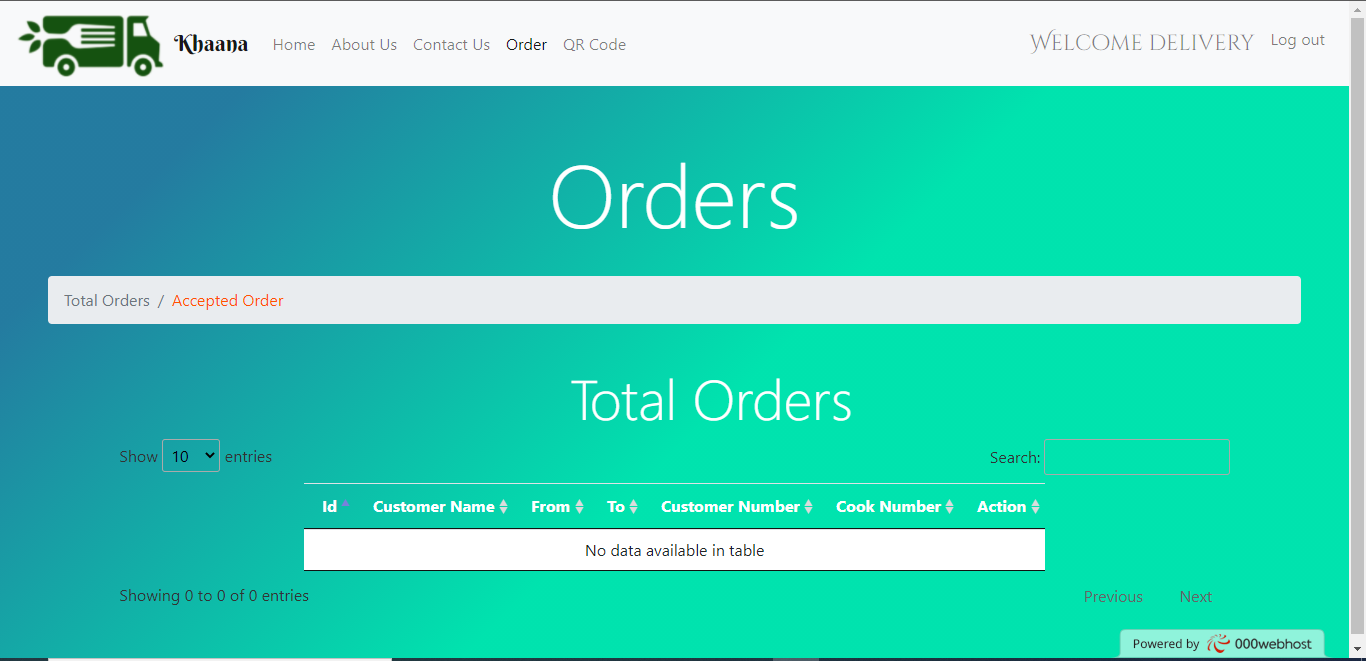 Khaana Home About Us Contact Us Order QR Code WELCOME DELIVERY Log out
Orders
Total Orders / Accepted Order
Total Orders
Show 10 entries Search:
Id Customer Name From To Customer Number Cook Number Action
No data available in table
Showing 0 to 0 of 0 entries Previous Next
Powered by 000webhost